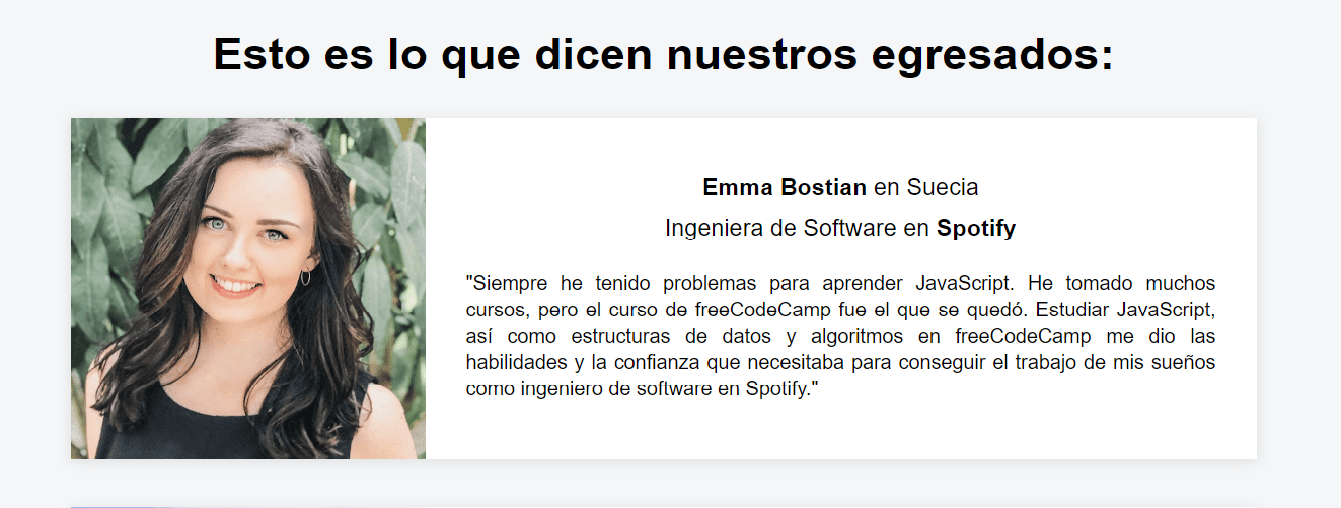 Esto es lo que dicen nuestros egresados:
Emma Bostian en Suecia
Ingeniera de Software en Spotify
"Siempre he tenido problemas para aprender JavaScript. He tomado muchos
cursos, pero el curso de freeCodeCamp fue el que se quedó. Estudiar JavaScript,
así como estructuras de datos y algoritmos en freeCodeCamp me dio las
habilidades y la confianza que necesitaba para conseguir el trabajo de mis sueños
como ingeniero de software en Spotify."